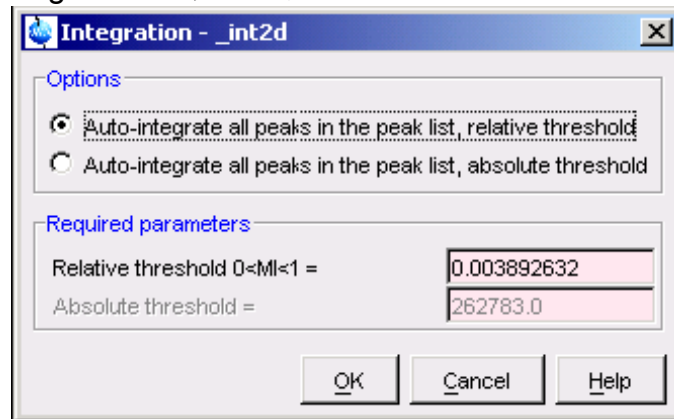 Integration - _int2d
Options
Auto-integrate all peaks in the peak list, relative threshold
Auto-integrate all peaks in the peak list, absolute threshold
Required parameters
Relative threshold 0<MI<1 = 0.003892632
Absolute threshold = 262783.0
OK Cancel Help